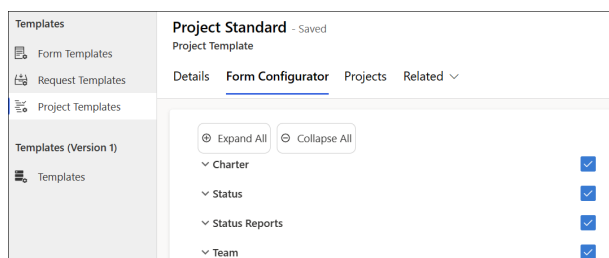 Templates
Form Templates
Request Templates
Project Templates
Templates (Version 1)
Templates
Project Standard - Saved
Project Template
Details Form Configurator Projects Related
Expand All Collapse All
Charter
Status
Status Reports
Team